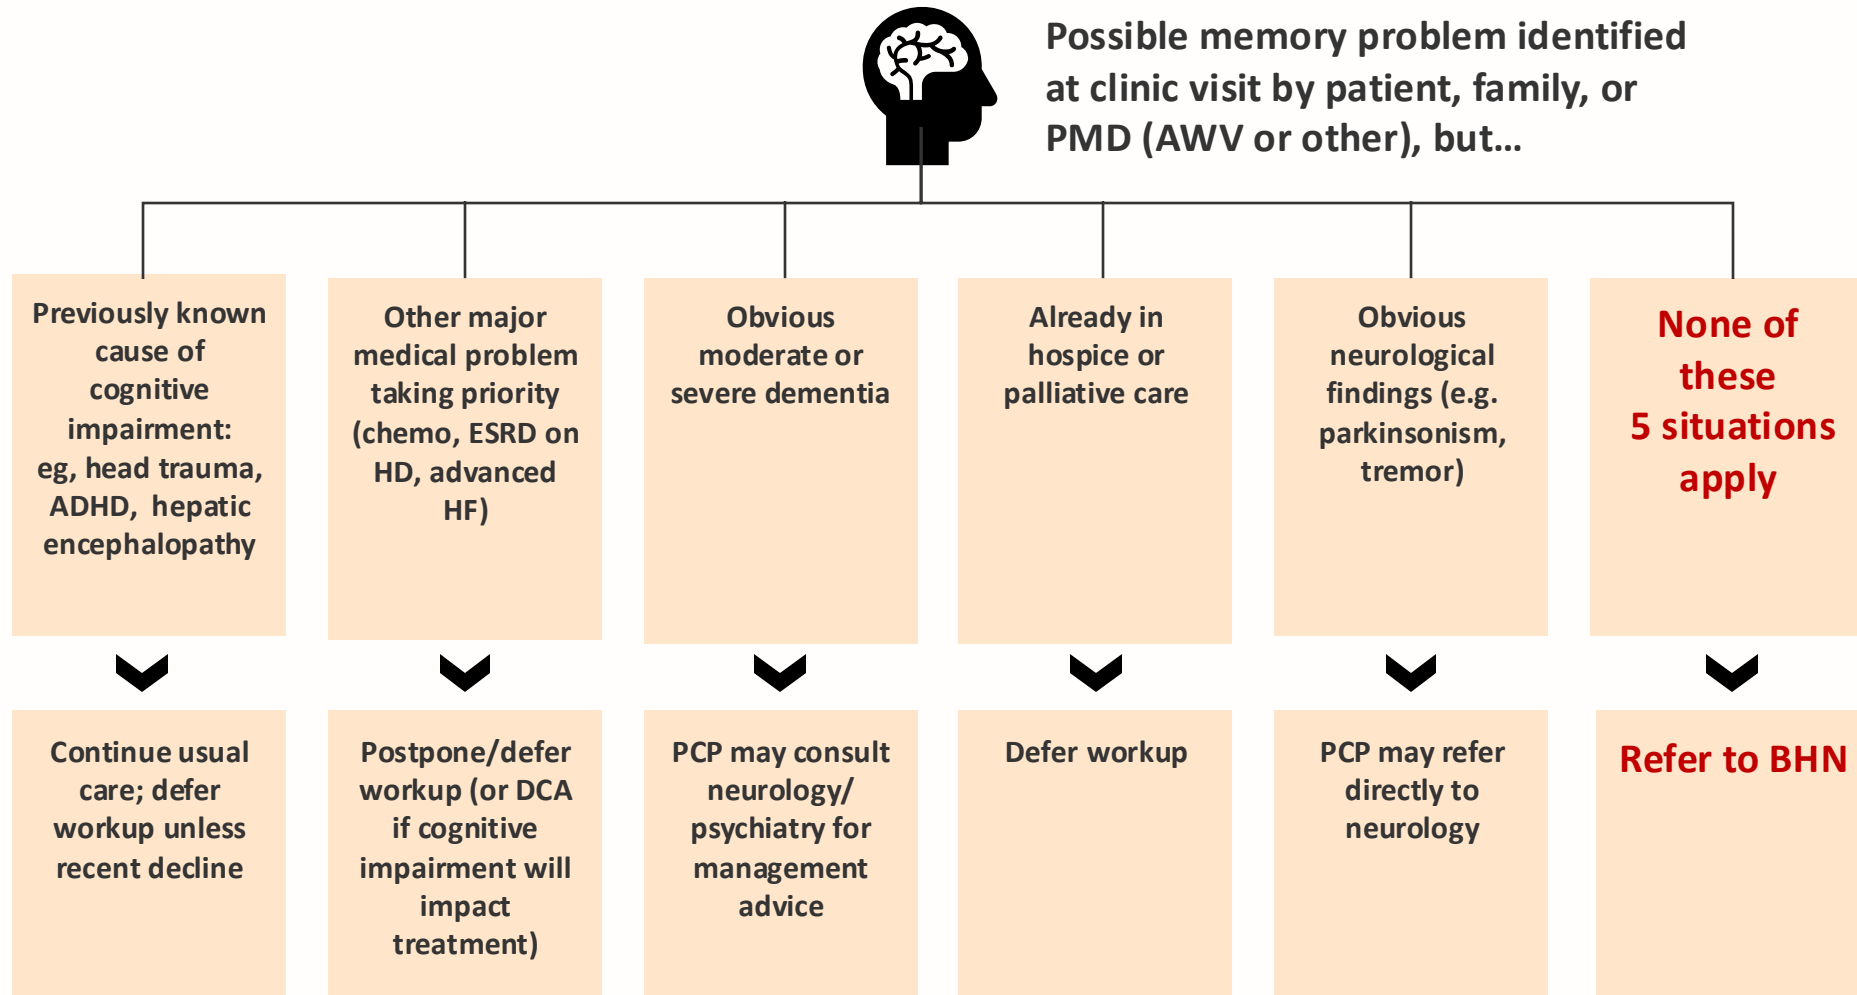 Possible memory problem identified
at clinic visit by patient, family, or
PMD (AWV or other), but…
Previously known
cause of
cognitive
impairment:
eg, head trauma,
ADHD, hepatic
encephalopathy
Other major
medical problem
taking priority
(chemo, ESRD on
HD, advanced
HF)
Obvious
moderate or
severe dementia
Already in
hospice or
palliative care
Obvious
neurological
findings (e.g.
parkinsonism,
tremor)
None of
these
5 situations
apply
Continue usual
care; defer
workup unless
recent decline
Postpone/defer
workup (or DCA
if cognitive
impairment will
impact
treatment)
PCP may consult
neurology/
psychiatry for
management
advice
Defer workup
PCP may refer
directly to
neurology
Refer to BHN